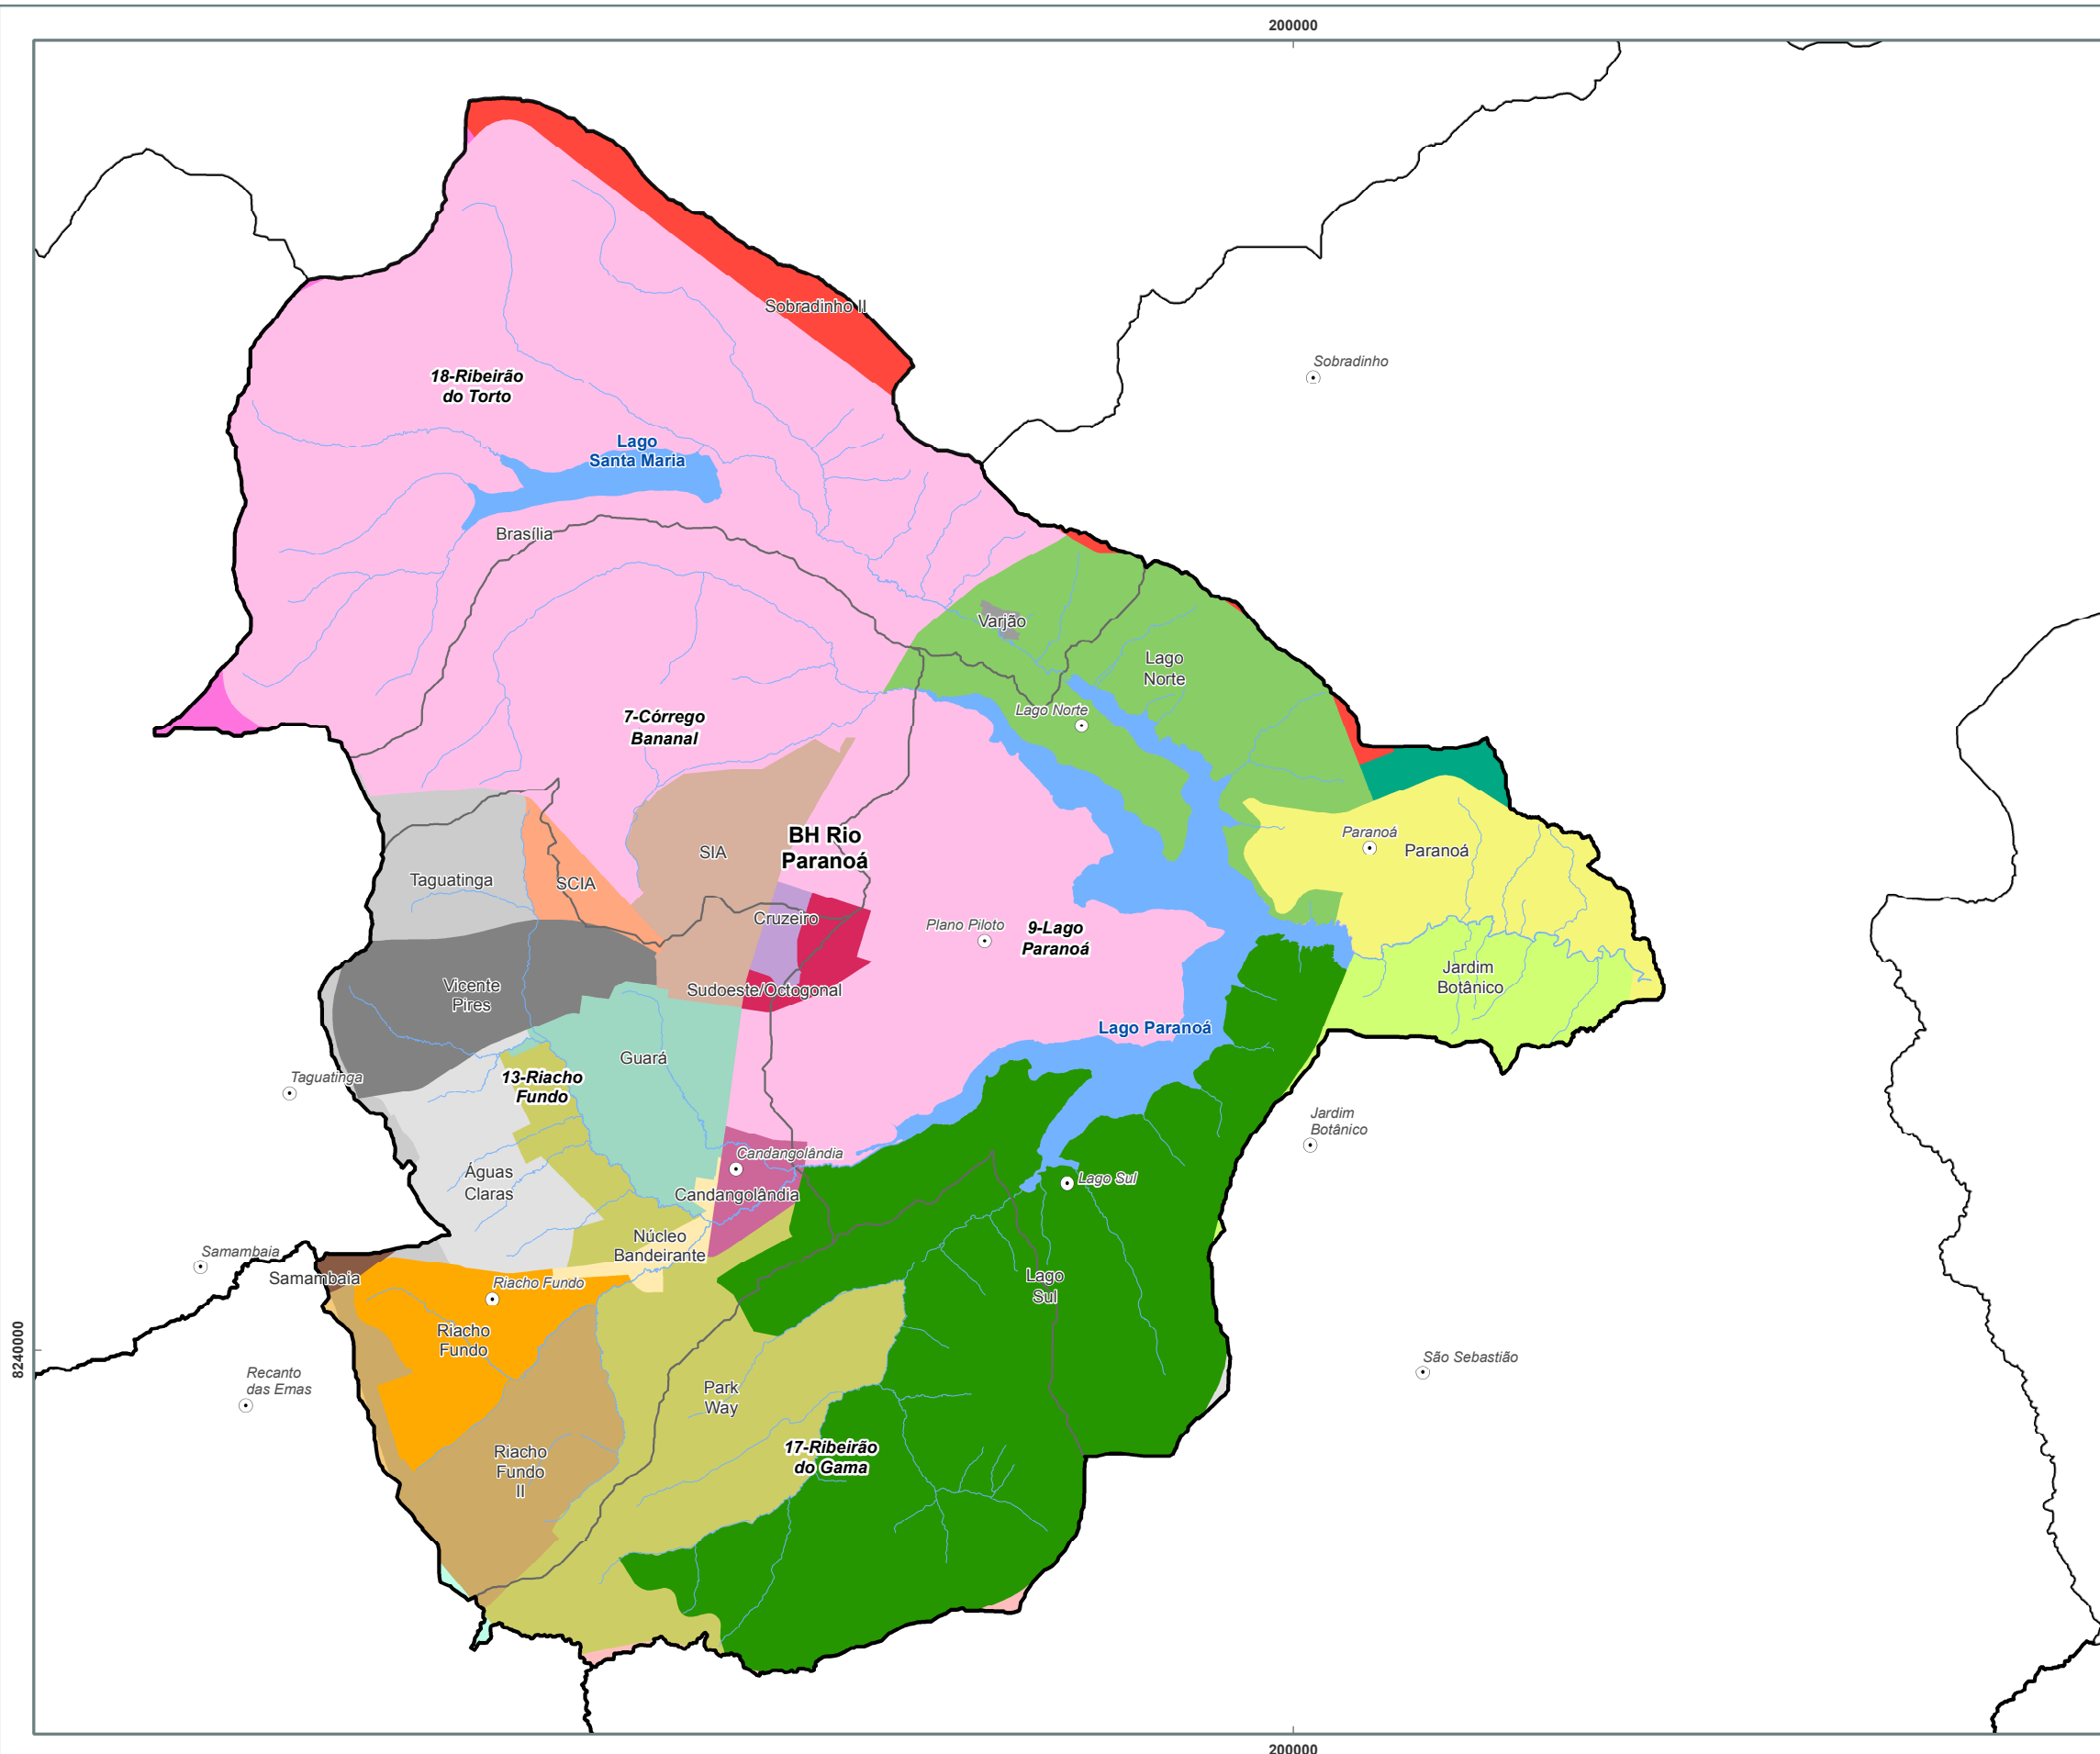 200000
Sobradinho II
Sobradinho
18-Ribeirão
do Torto
Lago
Santa Maria
Brasília
Varjão
Lago
Norte
Lago Norte
7-Córrego
Bananal
BH Rio
Paranoá
SIA
Paranoá
Paranoá
Taguatinga
SCIA
Cruzeiro
Plano Piloto
9-Lago
Paranoá
Vicente
Pires
Sudoeste/Octogonal
Jardim
Botânico
Lago Paranoá
Guará
Taguatinga
13-Riacho
Fundo
Jardim
Botânico
Candangolândia
Águas
Claras
Candangolândia
Lago Sul
Núcleo
Bandeirante
Samambaia
Samambaia
Riacho Fundo
Lago
Sul
Riacho
Fundo
8240000
Recanto
das Emas
Park
Way
São Sebastião
Riacho
Fundo
II
17-Ribeirão
do Gama
200000